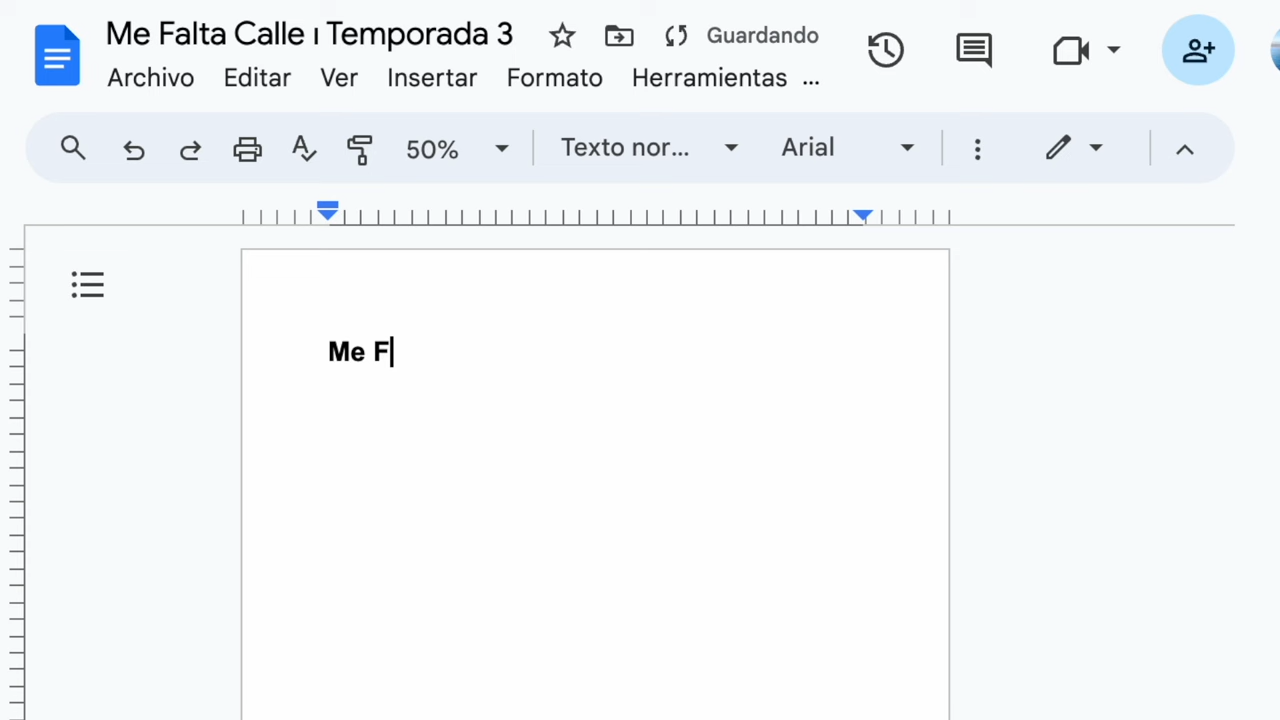 Me Falta Calle ı Temporada 3
Guardando
Archivo Editar Ver Insertar Formato Herramientas ...
50% Texto nor... Arial
Me F